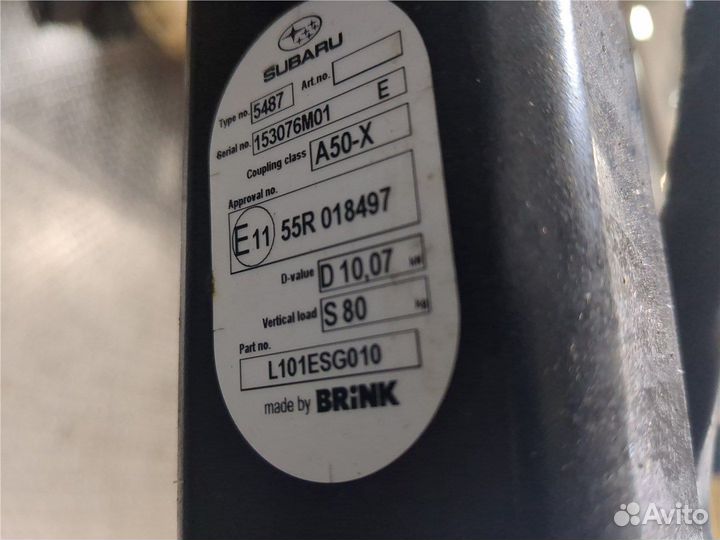 SUBARU
Type no. 5487 Art.no.
Serial no. 153076M01 E
Coupling class A50-X
Approval no.
E11 55R 018497
D-value D 10,07 kN
Vertical load S 80 kg
Part no.
L101ESG010
made by BRiNK
Avito